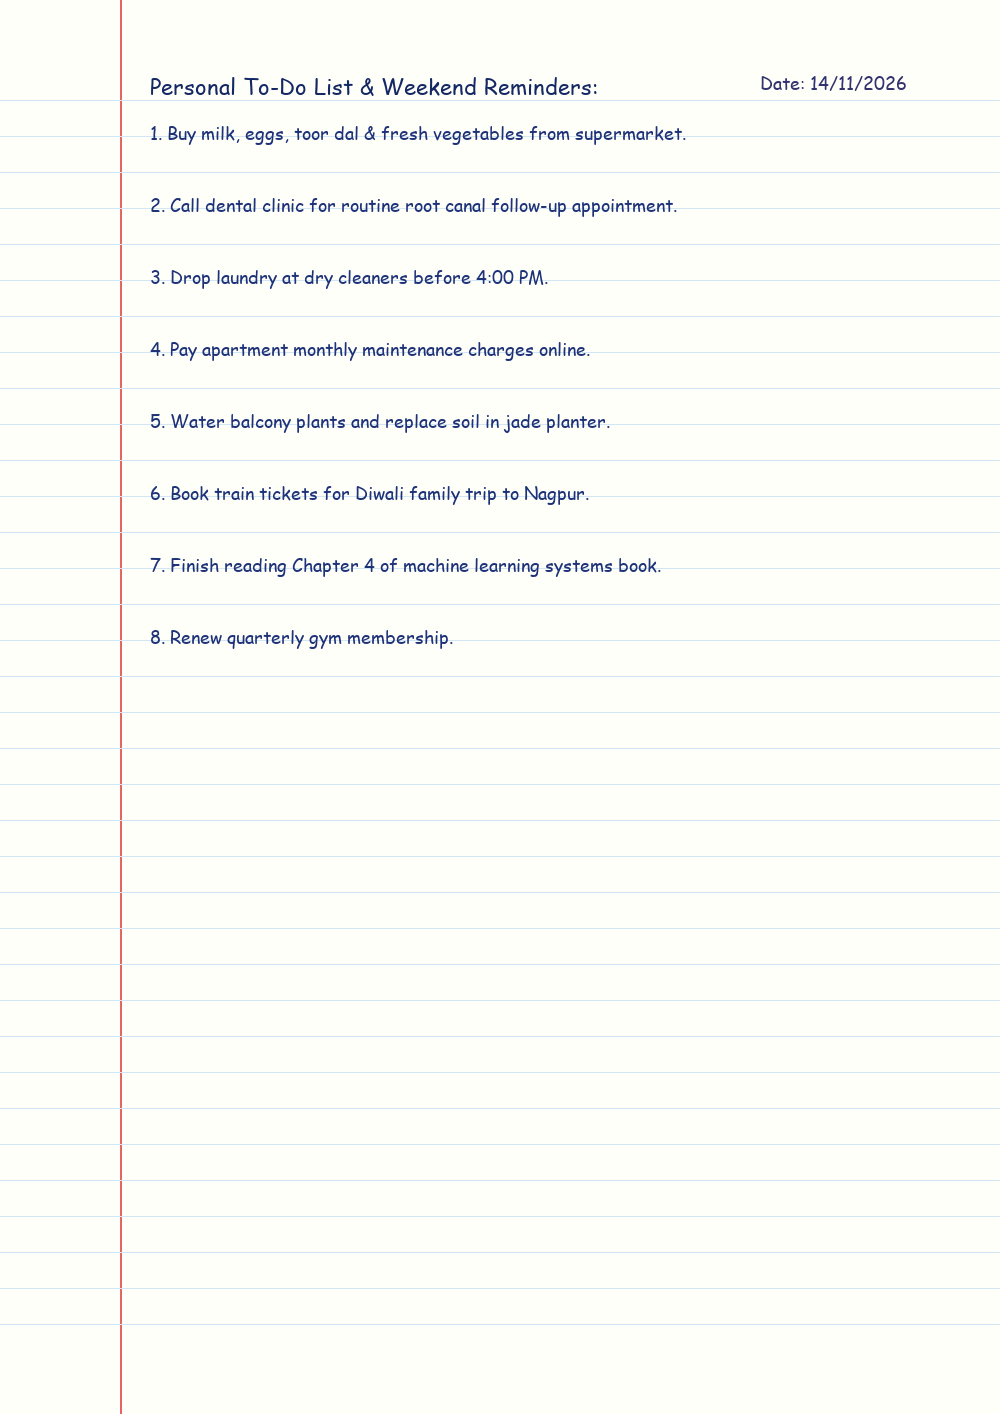 Personal To-Do List & Weekend Reminders:
Date: 14/11/2026
1. Buy milk, eggs, toor dal & fresh vegetables from supermarket.
2. Call dental clinic for routine root canal follow-up appointment.
3. Drop laundry at dry cleaners before 4:00 PM.
4. Pay apartment monthly maintenance charges online.
5. Water balcony plants and replace soil in jade planter.
6. Book train tickets for Diwali family trip to Nagpur.
7. Finish reading Chapter 4 of machine learning systems book.
8. Renew quarterly gym membership.